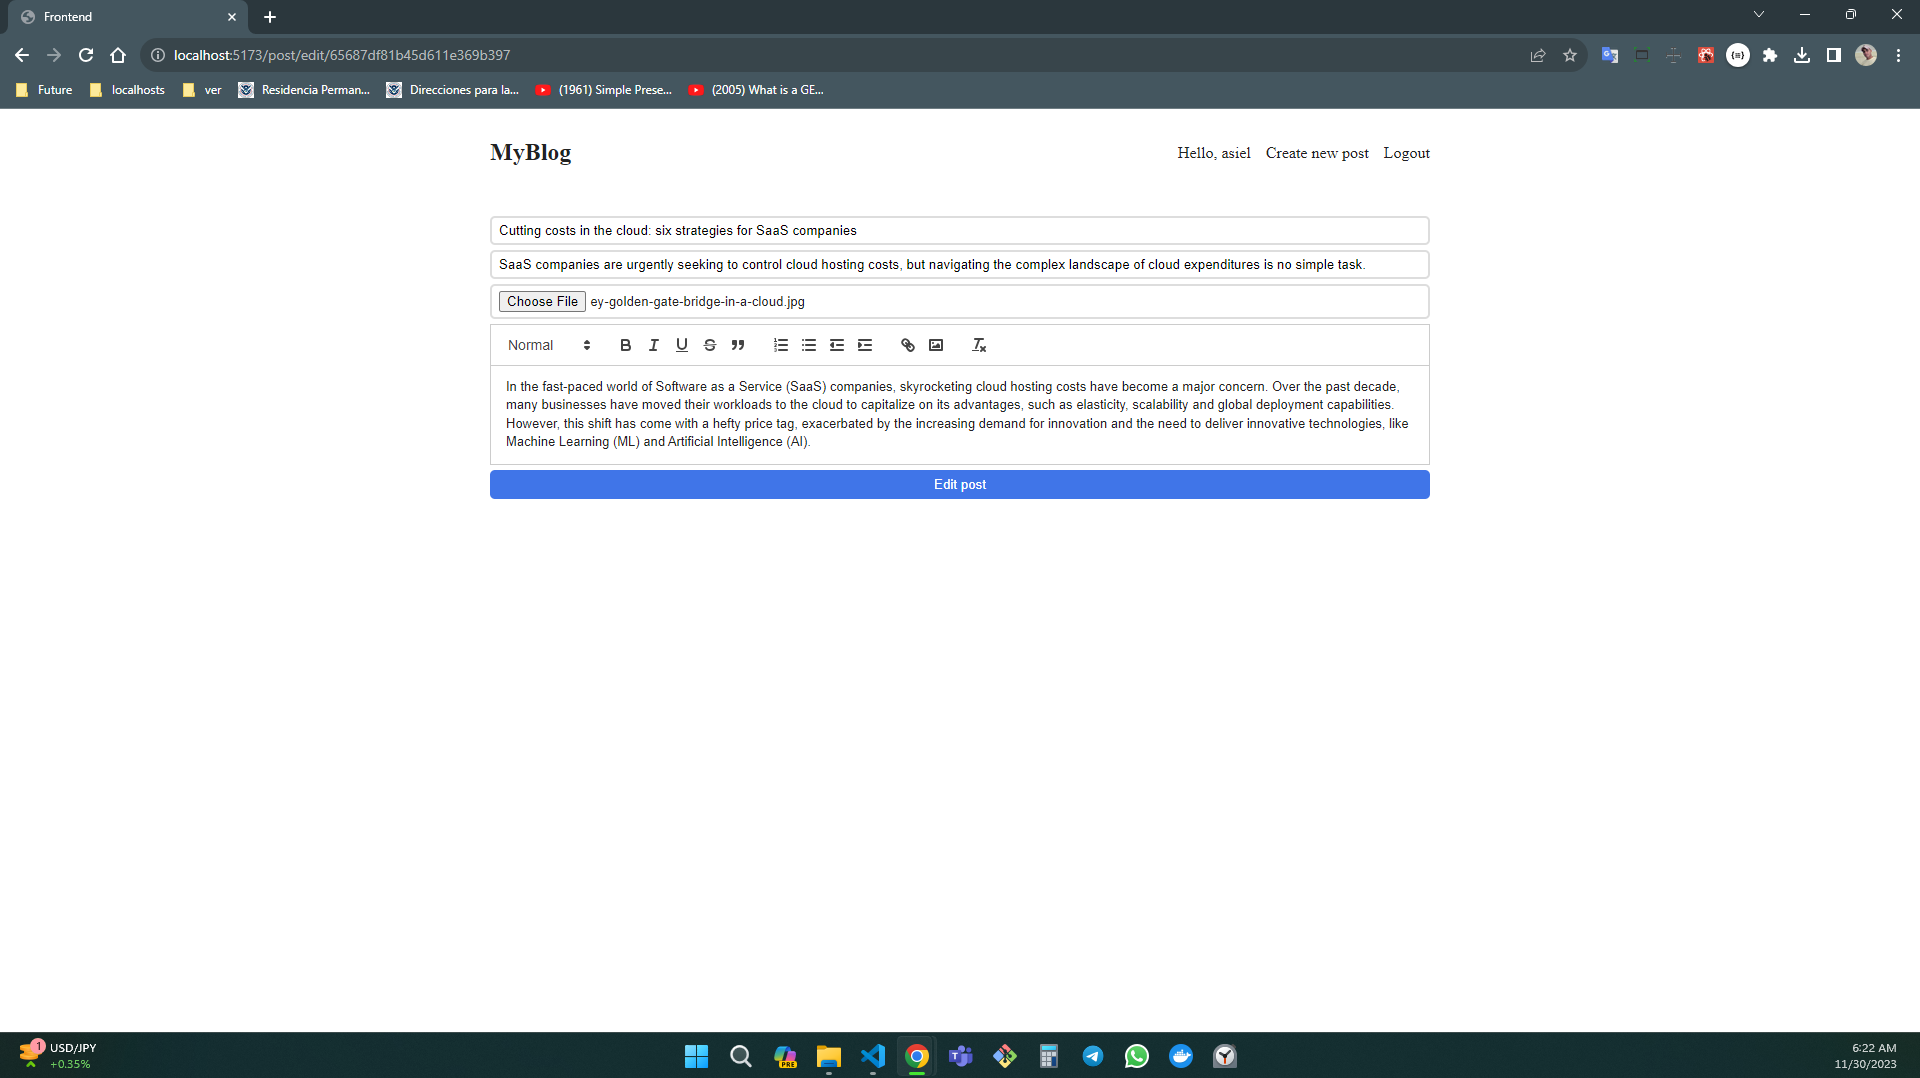 Frontend
localhost:5173/post/edit/65687df81b45d611e369b397
Future localhosts ver Residencia Perman... Direcciones para la... (1961) Simple Prese... (2005) What is a GE...
MyBlog Hello, asiel Create new post Logout
Cutting costs in the cloud: six strategies for SaaS companies
SaaS companies are urgently seeking to control cloud hosting costs, but navigating the complex landscape of cloud expenditures is no simple task.
Choose File ey-golden-gate-bridge-in-a-cloud.jpg
Normal
In the fast-paced world of Software as a Service (SaaS) companies, skyrocketing cloud hosting costs have become a major concern. Over the past decade,
many businesses have moved their workloads to the cloud to capitalize on its advantages, such as elasticity, scalability and global deployment capabilities.
However, this shift has come with a hefty price tag, exacerbated by the increasing demand for innovation and the need to deliver innovative technologies, like
Machine Learning (ML) and Artificial Intelligence (AI).
Edit post
1 USD/JPY
+0.35%
PRE
6:22 AM
11/30/2023